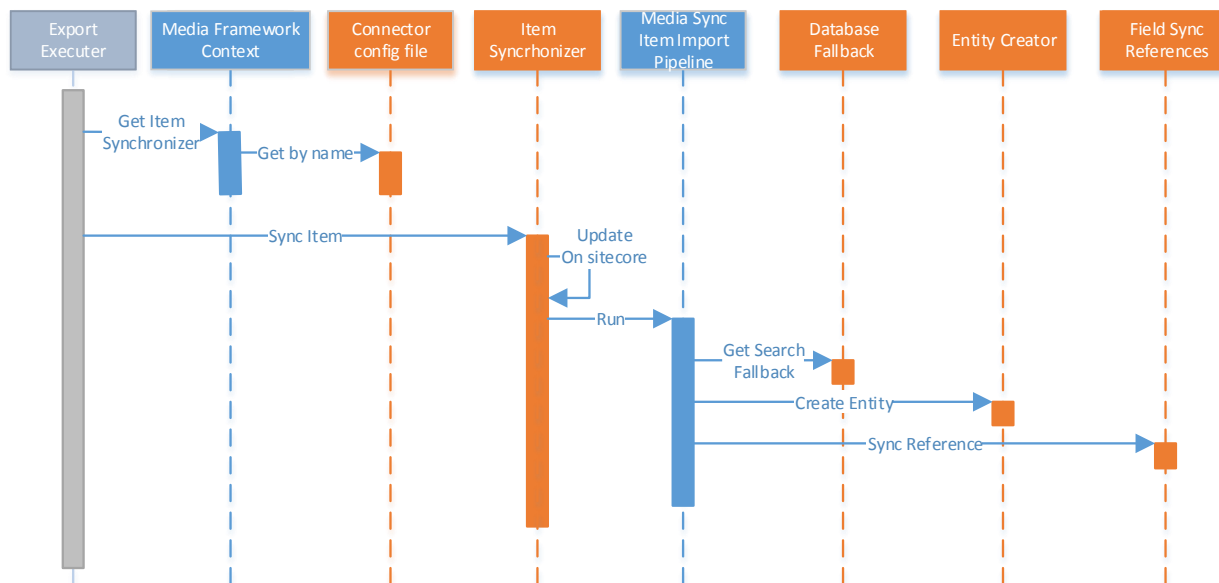 Export
Executer
Media Framework
Context
Connector
config file
Item
Syncrhonizer
Media Sync
Item Import
Pipeline
Database
Fallback
Entity Creator
Field Sync
References
Get Item
Synchronizer
Get by name
Sync Item
Update
On sitecore
Run
Get Search
Fallback
Create Entity
Sync Reference